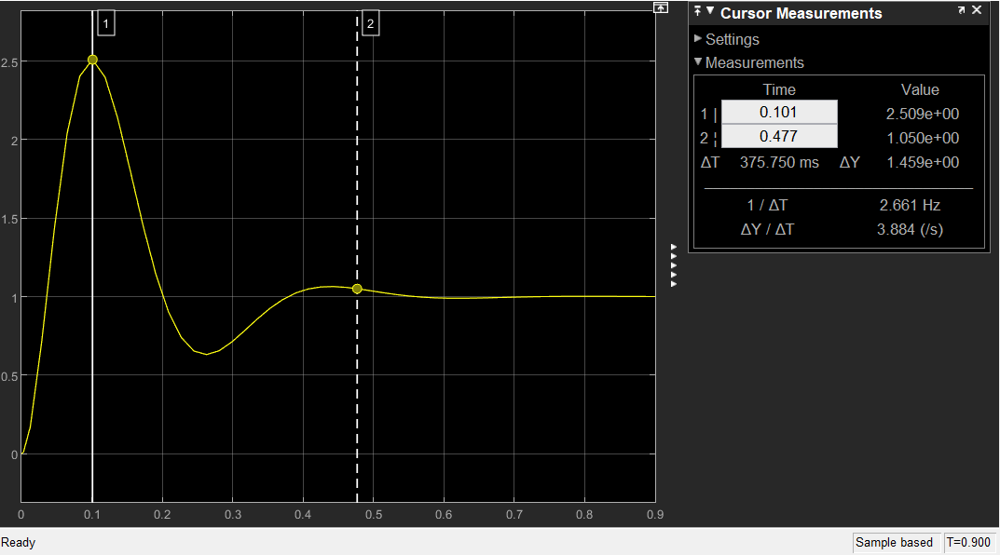 1
2
2.5
2
1.5
1
0.5
0
0 0.1 0.2 0.3 0.4 0.5 0.6 0.7 0.8 0.9
Cursor Measurements
Settings
Measurements
Time Value
1 | 0.101 2.509e+00
2 ¦ 0.477 1.050e+00
ΔT 375.750 ms ΔY 1.459e+00
1 / ΔT 2.661 Hz
ΔY / ΔT 3.884 (/s)
Ready Sample based T=0.900